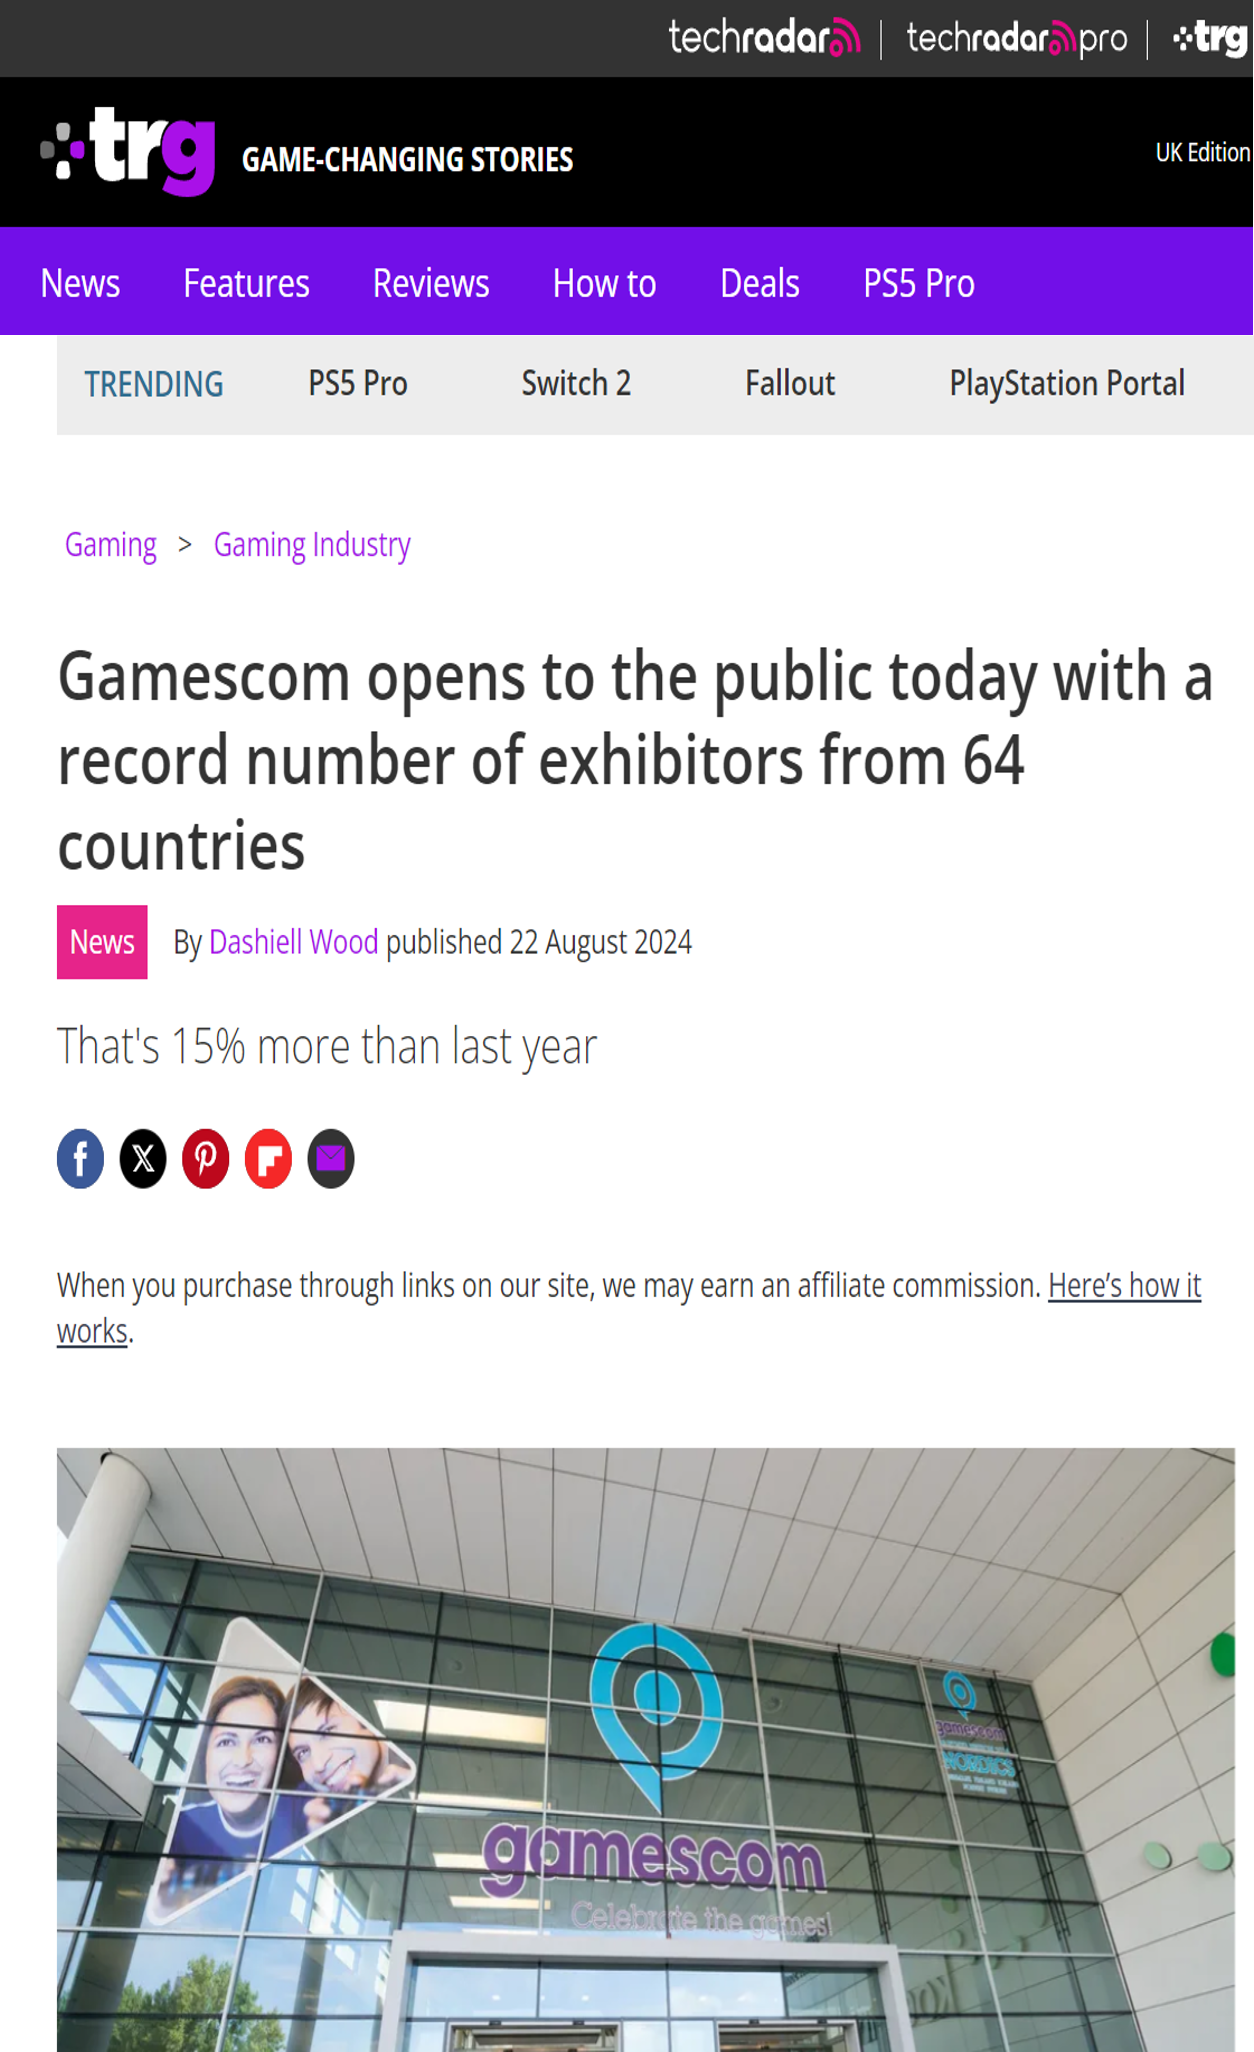 techradar techradar pro trg
trg GAME-CHANGING STORIES UK Edition
News Features Reviews How to Deals PS5 Pro
TRENDING PS5 Pro Switch 2 Fallout PlayStation Portal
Gaming > Gaming Industry
Gamescom opens to the public today with a
record number of exhibitors from 64
countries
News By Dashiell Wood published 22 August 2024
That's 15% more than last year
When you purchase through links on our site, we may earn an affiliate commission. Here’s how it
works.
gamescom
NORDICS
gamescom
Celebrate the games!